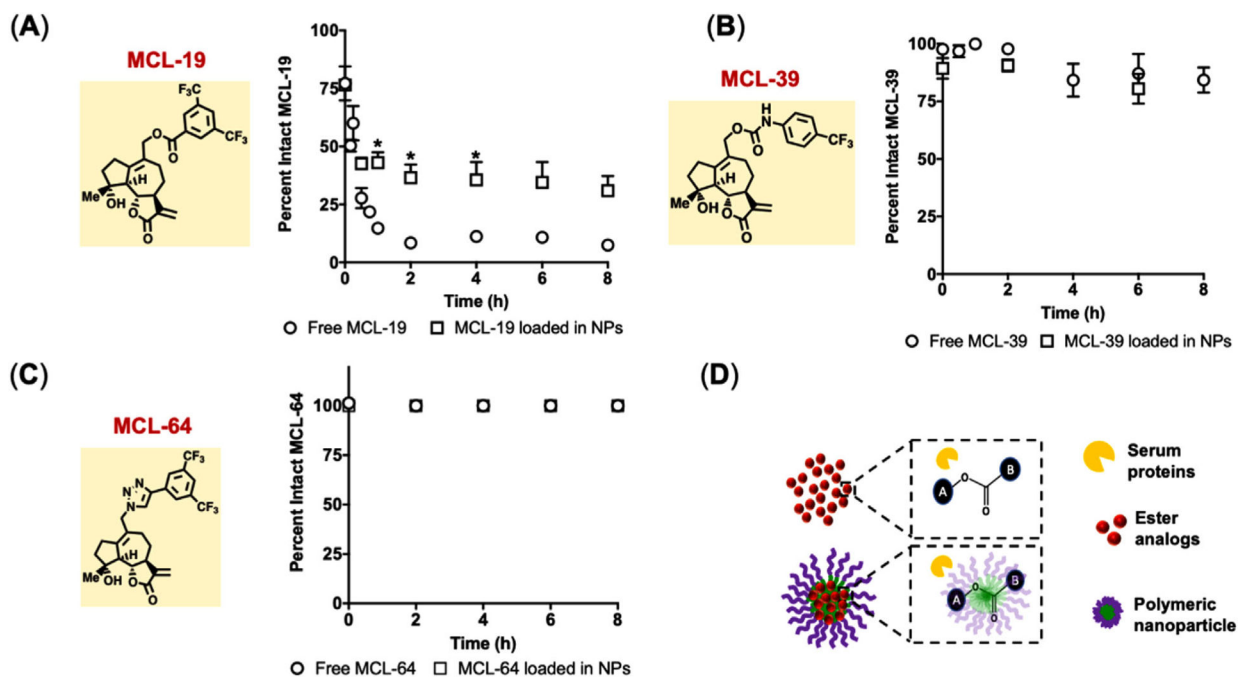 (A)
MCL-19
CF3
CF3
O
O
H
Me
OH
O
O
Percent Intact MCL-19
100
75
50
25
0
* * *
0 2 4 6 8
Time (h)
Free MCL-19 MCL-19 loaded in NPs
(B)
MCL-39
H
O N
O
CF3
H
Me
OH
O
O
Percent Intact MCL-39
100
75
50
25
0
0 2 4 6 8
Time (h)
Free MCL-39 MCL-39 loaded in NPs
(C)
MCL-64
CF3
N
N
N
CF3
H
Me
OH
O
O
Percent Intact MCL-64
100
75
50
25
0
0 2 4 6 8
Time (h)
Free MCL-64 MCL-64 loaded in NPs
(D)
A
O
O
B
A
O
O
B
Serum
proteins
Ester
analogs
Polymeric
nanoparticle